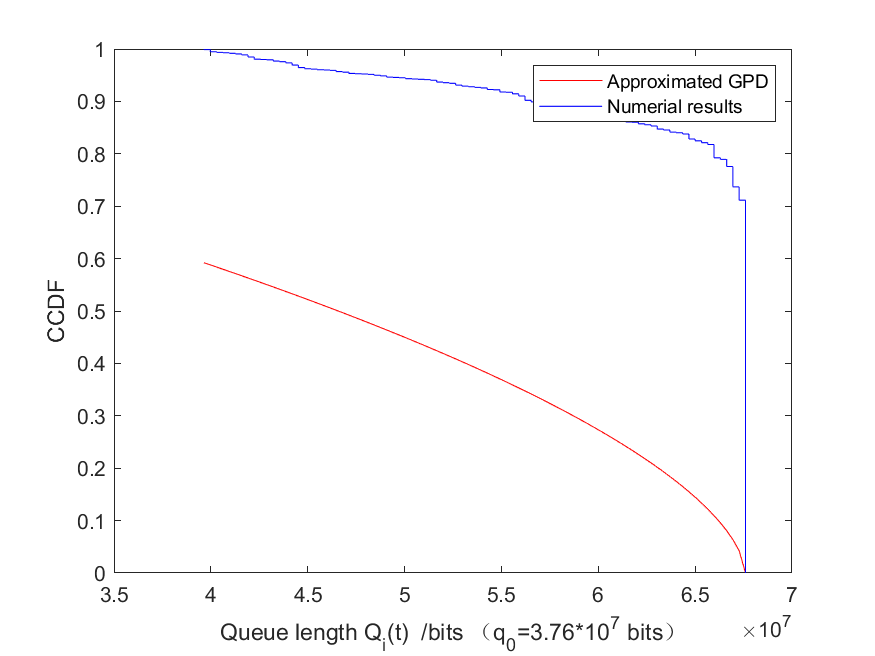 1
0.9
0.8
0.7
0.6
0.5
0.4
0.3
0.2
0.1
0
CCDF
Approximated GPD
Numerial results
3.5 4 4.5 5 5.5 6 6.5 7
×10^7
Queue length Q_i(t) /bits （q_0=3.76*10^7 bits）